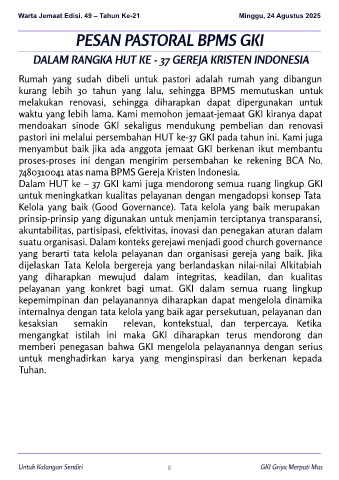 Warta Jemaat Edisi. 49 – Tahun Ke-21 Minggu, 24 Agustus 2025
PESAN PASTORAL BPMS GKI
DALAM RANGKA HUT KE - 37 GEREJA KRISTEN INDONESIA
Rumah yang sudah dibeli untuk pastori adalah rumah yang dibangun
kurang lebih 30 tahun yang lalu, sehingga BPMS memutuskan untuk
melakukan renovasi, sehingga diharapkan dapat dipergunakan untuk
waktu yang lebih lama. Kami memohon jemaat-jemaat GKI kiranya dapat
mendoakan sinode GKI sekaligus mendukung pembelian dan renovasi
pastori ini melalui persembahan HUT ke-37 GKI pada tahun ini. Kami juga
menyambut baik jika ada anggota jemaat GKI berkenan ikut membantu
proses-proses ini dengan mengirim persembahan ke rekening BCA No.
7480310041 atas nama BPMS Gereja Kristen Indonesia.
Dalam HUT ke – 37 GKI kami juga mendorong semua ruang lingkup GKI
untuk meningkatkan kualitas pelayanan dengan mengadopsi konsep Tata
Kelola yang baik (Good Governance). Tata kelola yang baik merupakan
prinsip-prinsip yang digunakan untuk menjamin terciptanya transparansi,
akuntabilitas, partisipasi, efektivitas, inovasi dan penegakan aturan dalam
suatu organisasi. Dalam konteks gerejawi menjadi good church governance
yang berarti tata kelola pelayanan dan organisasi gereja yang baik. Jika
dijelaskan Tata Kelola bergereja yang berlandaskan nilai-nilai Alkitabiah
yang diharapkan mewujud dalam integritas, keadilan, dan kualitas
pelayanan yang konkret bagi umat. GKI dalam semua ruang lingkup
kepemimpinan dan pelayanannya diharapkan dapat mengelola dinamika
internalnya dengan tata kelola yang baik agar persekutuan, pelayanan dan
kesaksian semakin relevan, kontekstual, dan terpercaya. Ketika
mengangkat istilah ini maka GKI diharapkan terus mendorong dan
memberi penegasan bahwa GKI mengelola pelayanannya dengan serius
untuk menghadirkan karya yang menginspirasi dan berkenan kepada
Tuhan.
Untuk Kalangan Sendiri 8 GKI Griya Merpati Mas